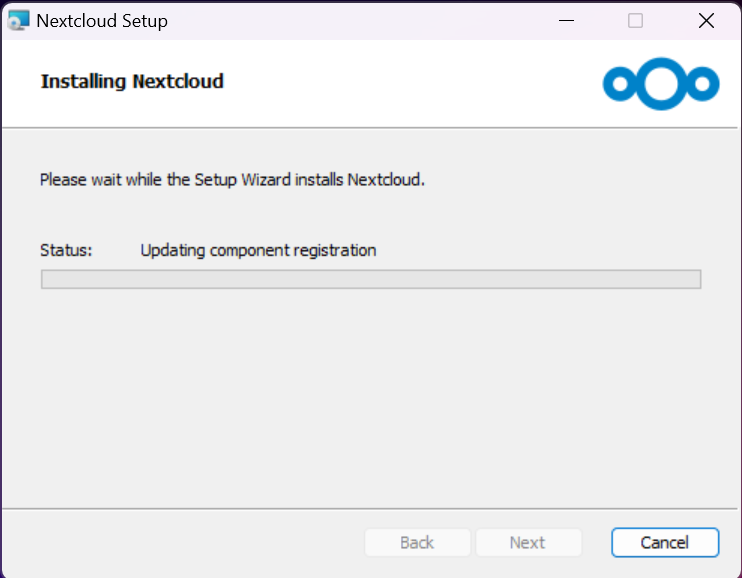 Nextcloud Setup
Installing Nextcloud
Please wait while the Setup Wizard installs Nextcloud.
Status: Updating component registration
Back Next Cancel